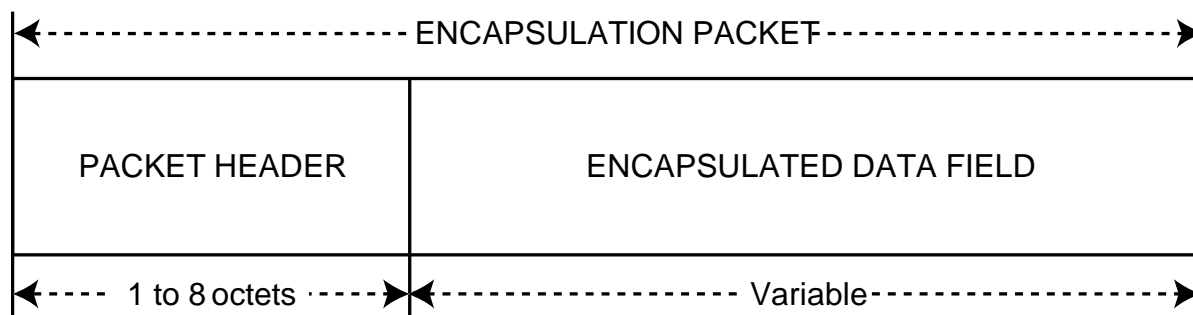 ENCAPSULATION PACKET
PACKET HEADER
ENCAPSULATED DATA FIELD
1 to 8 octets
Variable